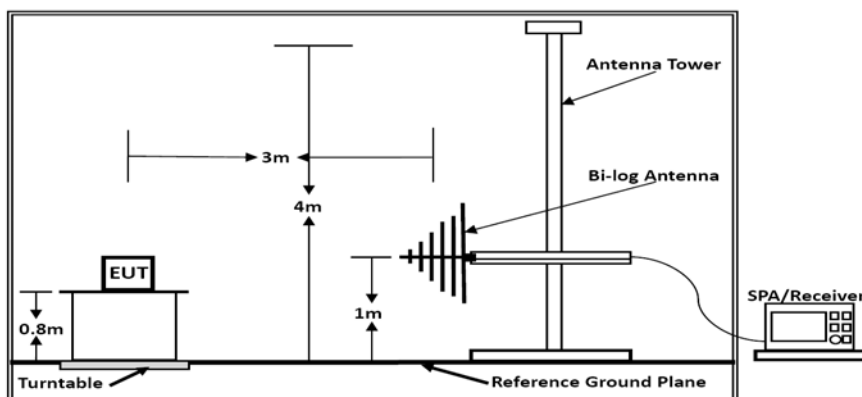 Antenna Tower
3m
Bi-log Antenna
4m
EUT
SPA/Receiver
0.8m
1m
Turntable
Reference Ground Plane